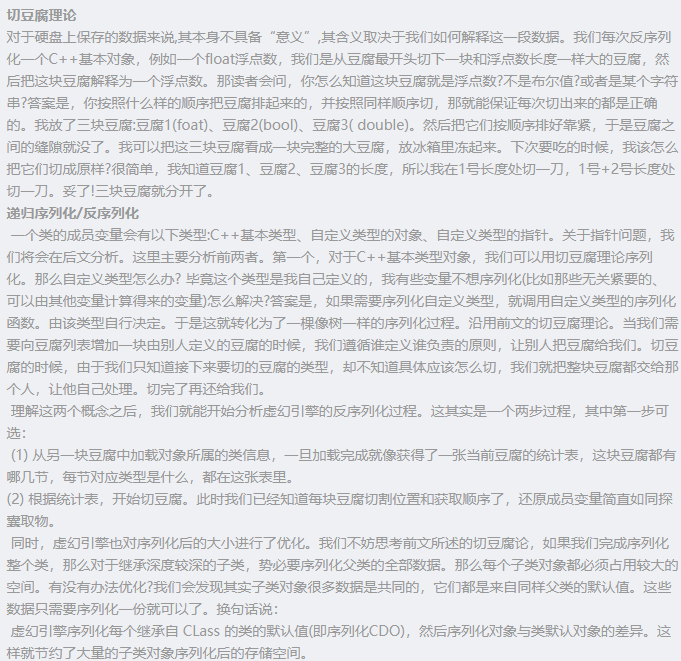 切豆腐理论
对于硬盘上保存的数据来说,其本身不具备“意义”,其含义取决于我们如何解释这一段数据。我们每次反序列
化一个C++基本对象，例如一个float浮点数，我们是从豆腐最开头切下一块和浮点数长度一样大的豆腐，然
后把这块豆腐解释为一个浮点数。那读者会问，你怎么知道这块豆腐就是浮点数?不是布尔值?或者是某个字符
串?答案是，你按照什么样的顺序把豆腐排起来的，并按照同样顺序切，那就能保证每次切出来的都是正确
的。我放了三块豆腐:豆腐1(foat)、豆腐2(bool)、豆腐3( double)。然后把它们按顺序排好靠紧，于是豆腐之
间的缝隙就没了。我可以把这三块豆腐看成一块完整的大豆腐，放冰箱里冻起来。下次要吃的时候，我该怎么
把它们切成原样?很简单，我知道豆腐1、豆腐2、豆腐3的长度，所以我在1号长度处切一刀，1号+2号长度处
切一刀。妥了!三块豆腐就分开了。
递归序列化/反序列化
一个类的成员变量会有以下类型:C++基本类型、自定义类型的对象、自定义类型的指针。关于指针问题，我
们将会在后文分析。这里主要分析前两者。第一个，对于C++基本类型对象，我们可以用切豆腐理论序列
化。那么自定义类型怎么办? 毕竟这个类型是我自己定义的，我有些变量不想序列化(比如那些无关紧要的、
可以由其他变量计算得来的变量)怎么解决?答案是，如果需要序列化自定义类型，就调用自定义类型的序列化
函数。由该类型自行决定。于是这就转化为了一棵像树一样的序列化过程。沿用前文的切豆腐理论。当我们需
要向豆腐列表增加一块由别人定义的豆腐的时候，我们遵循谁定义谁负责的原则，让别人把豆腐给我们。切豆
腐的时候，由于我们只知道接下来要切的豆腐的类型，却不知道具体应该怎么切，我们就把整块豆腐都交给那
个人，让他自己处理。切完了再还给我们。
理解这两个概念之后，我们就能开始分析虚幻引擎的反序列化过程。这其实是一个两步过程，其中第一步可
选：
(1) 从另一块豆腐中加载对象所属的类信息，一旦加载完成就像获得了一张当前豆腐的统计表，这块豆腐都有
哪几节，每节对应类型是什么，都在这张表里。
(2) 根据统计表，开始切豆腐。此时我们已经知道每块豆腐切割位置和获取顺序了，还原成员变量简直如同探
囊取物。
同时，虚幻引擎也对序列化后的大小进行了优化。我们不妨思考前文所述的切豆腐论，如果我们完成序列化
整个类，那么对于继承深度较深的子类，势必要序列化父类的全部数据。那么每个子类对象都必须占用较大的
空间。有没有办法优化?我们会发现其实子类对象很多数据是共同的，它们都是来自同样父类的默认值。这些
数据只需要序列化一份就可以了。换句话说：
虚幻引擎序列化每个继承自 CLass 的类的默认值(即序列化CDO)，然后序列化对象与类默认对象的差异。这
样就节约了大量的子类对象序列化后的存储空间。